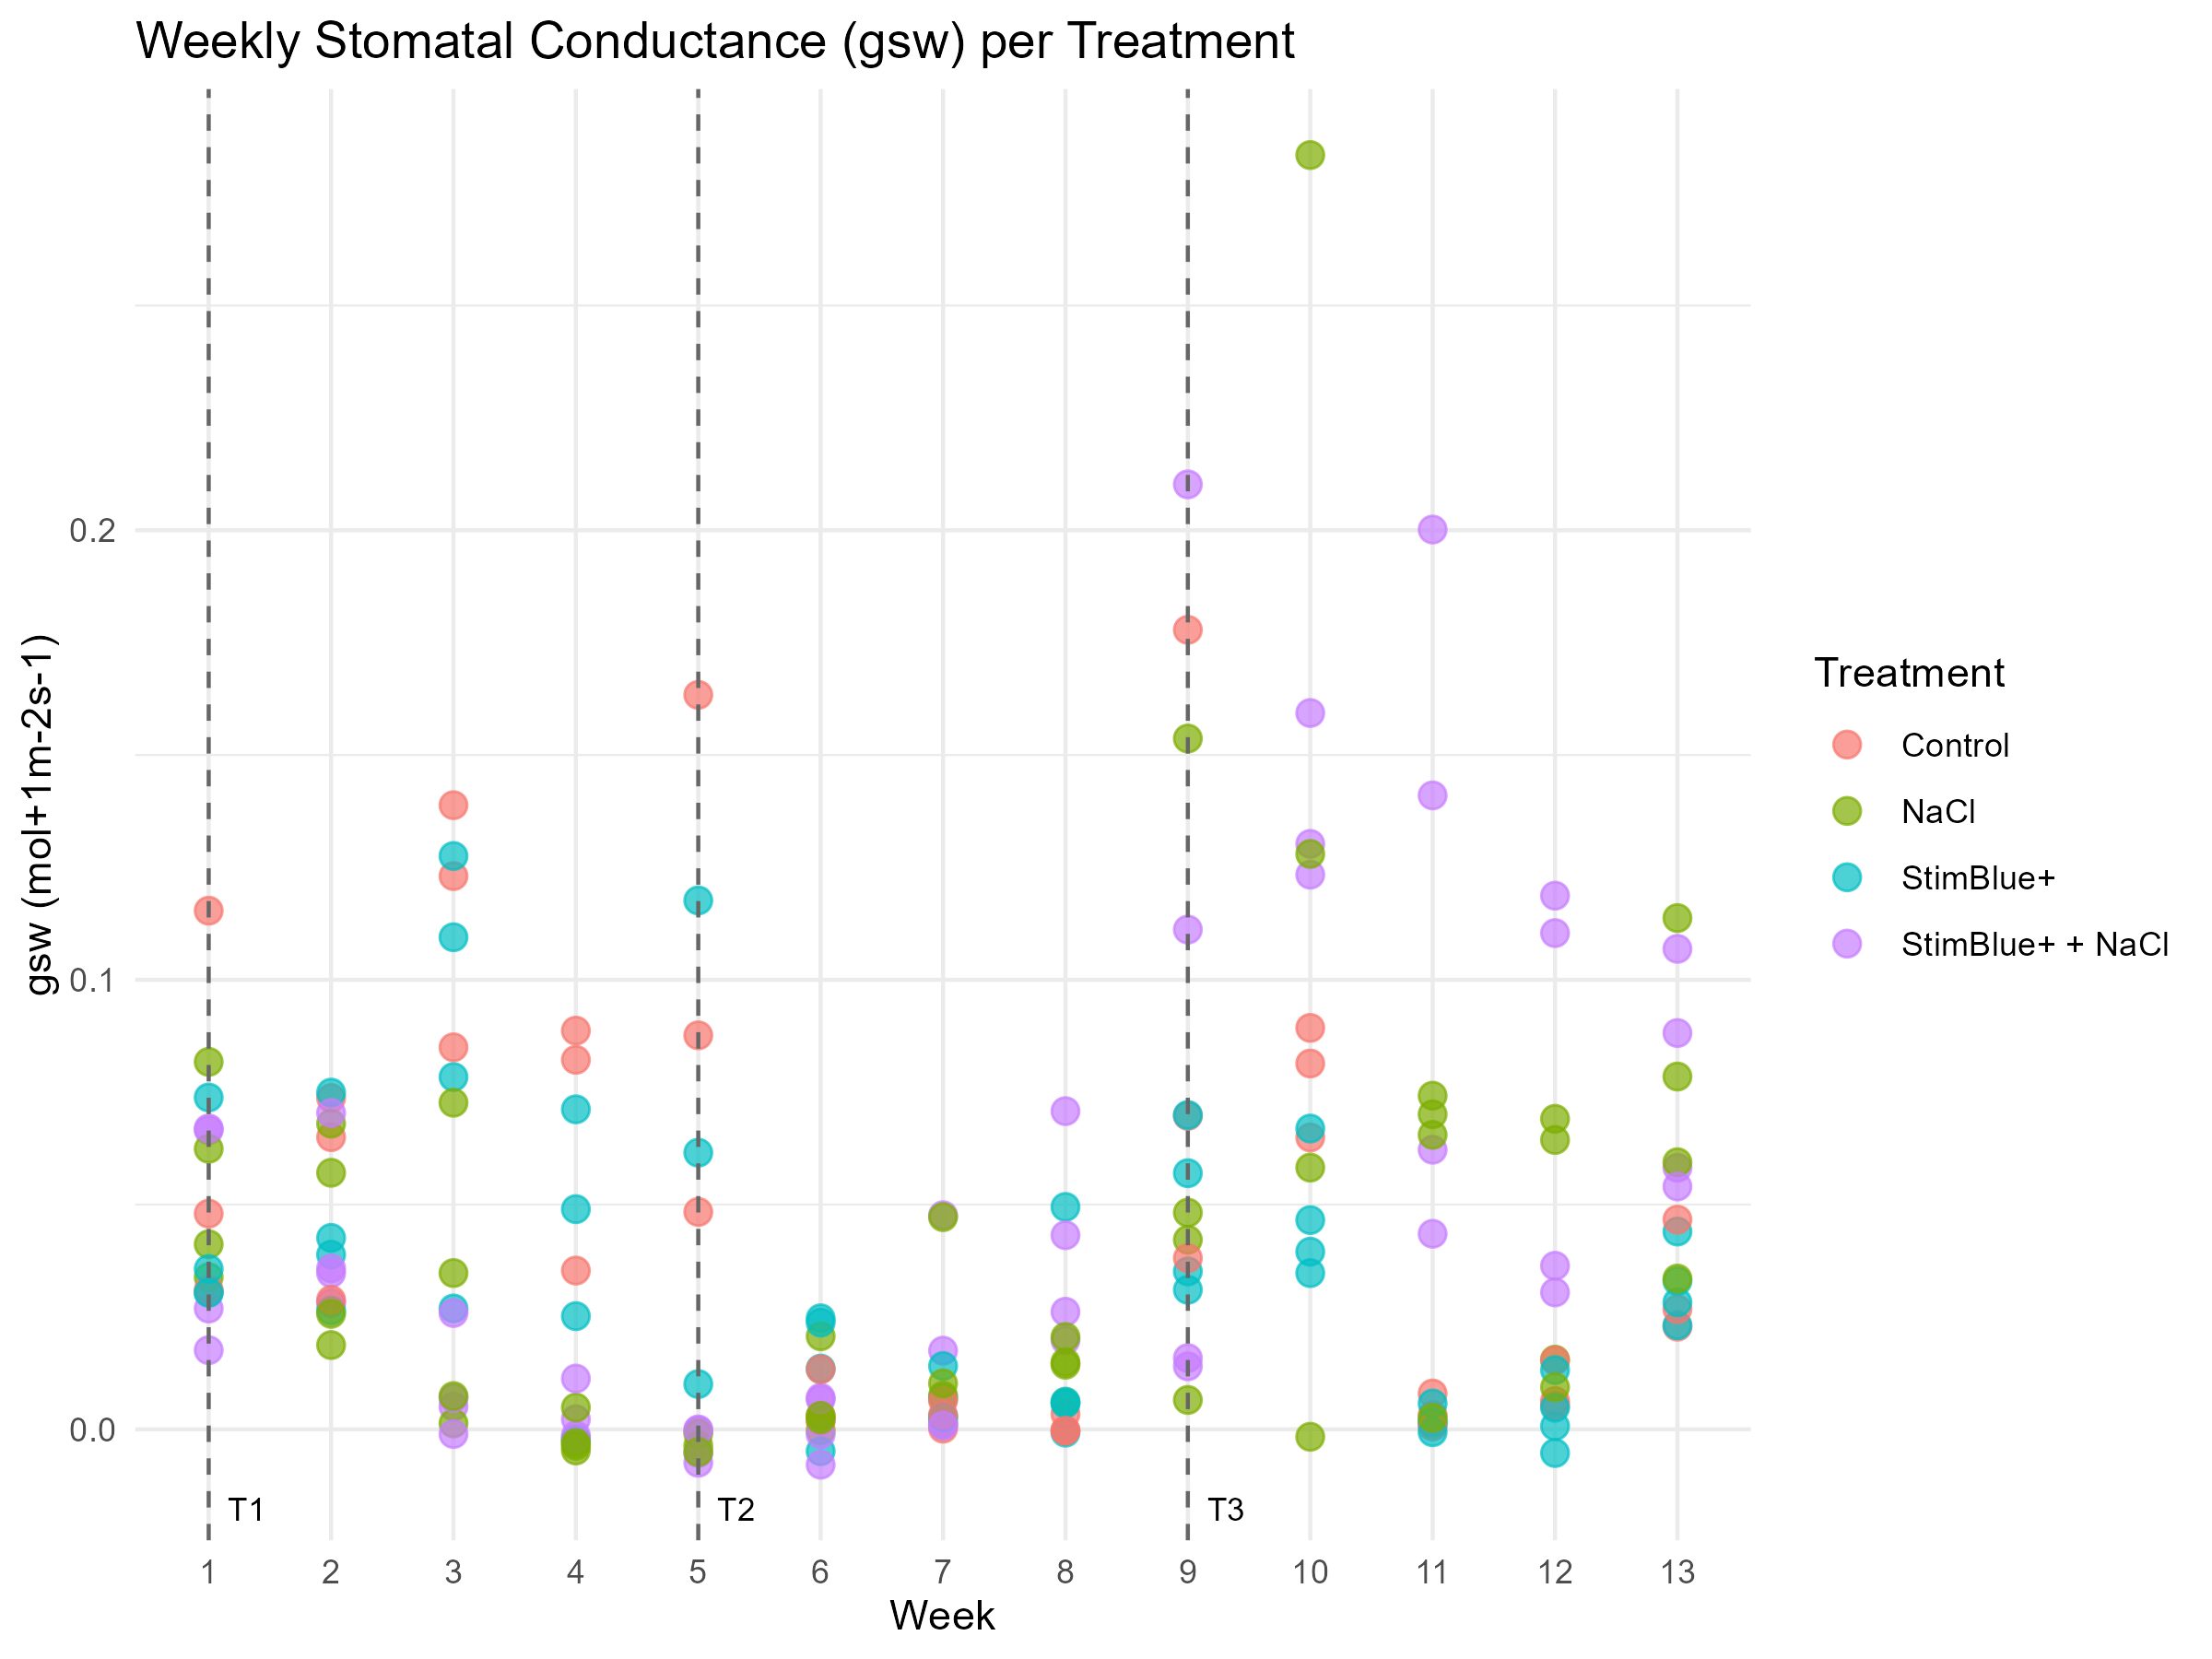 Weekly Stomatal Conductance (gsw) per Treatment
gsw (mol+1m-2s-1)
0.2
0.1
0.0
T1
T2
T3
1 2 3 4 5 6 7 8 9 10 11 12 13
Week
Treatment
Control
NaCl
StimBlue+
StimBlue+ + NaCl